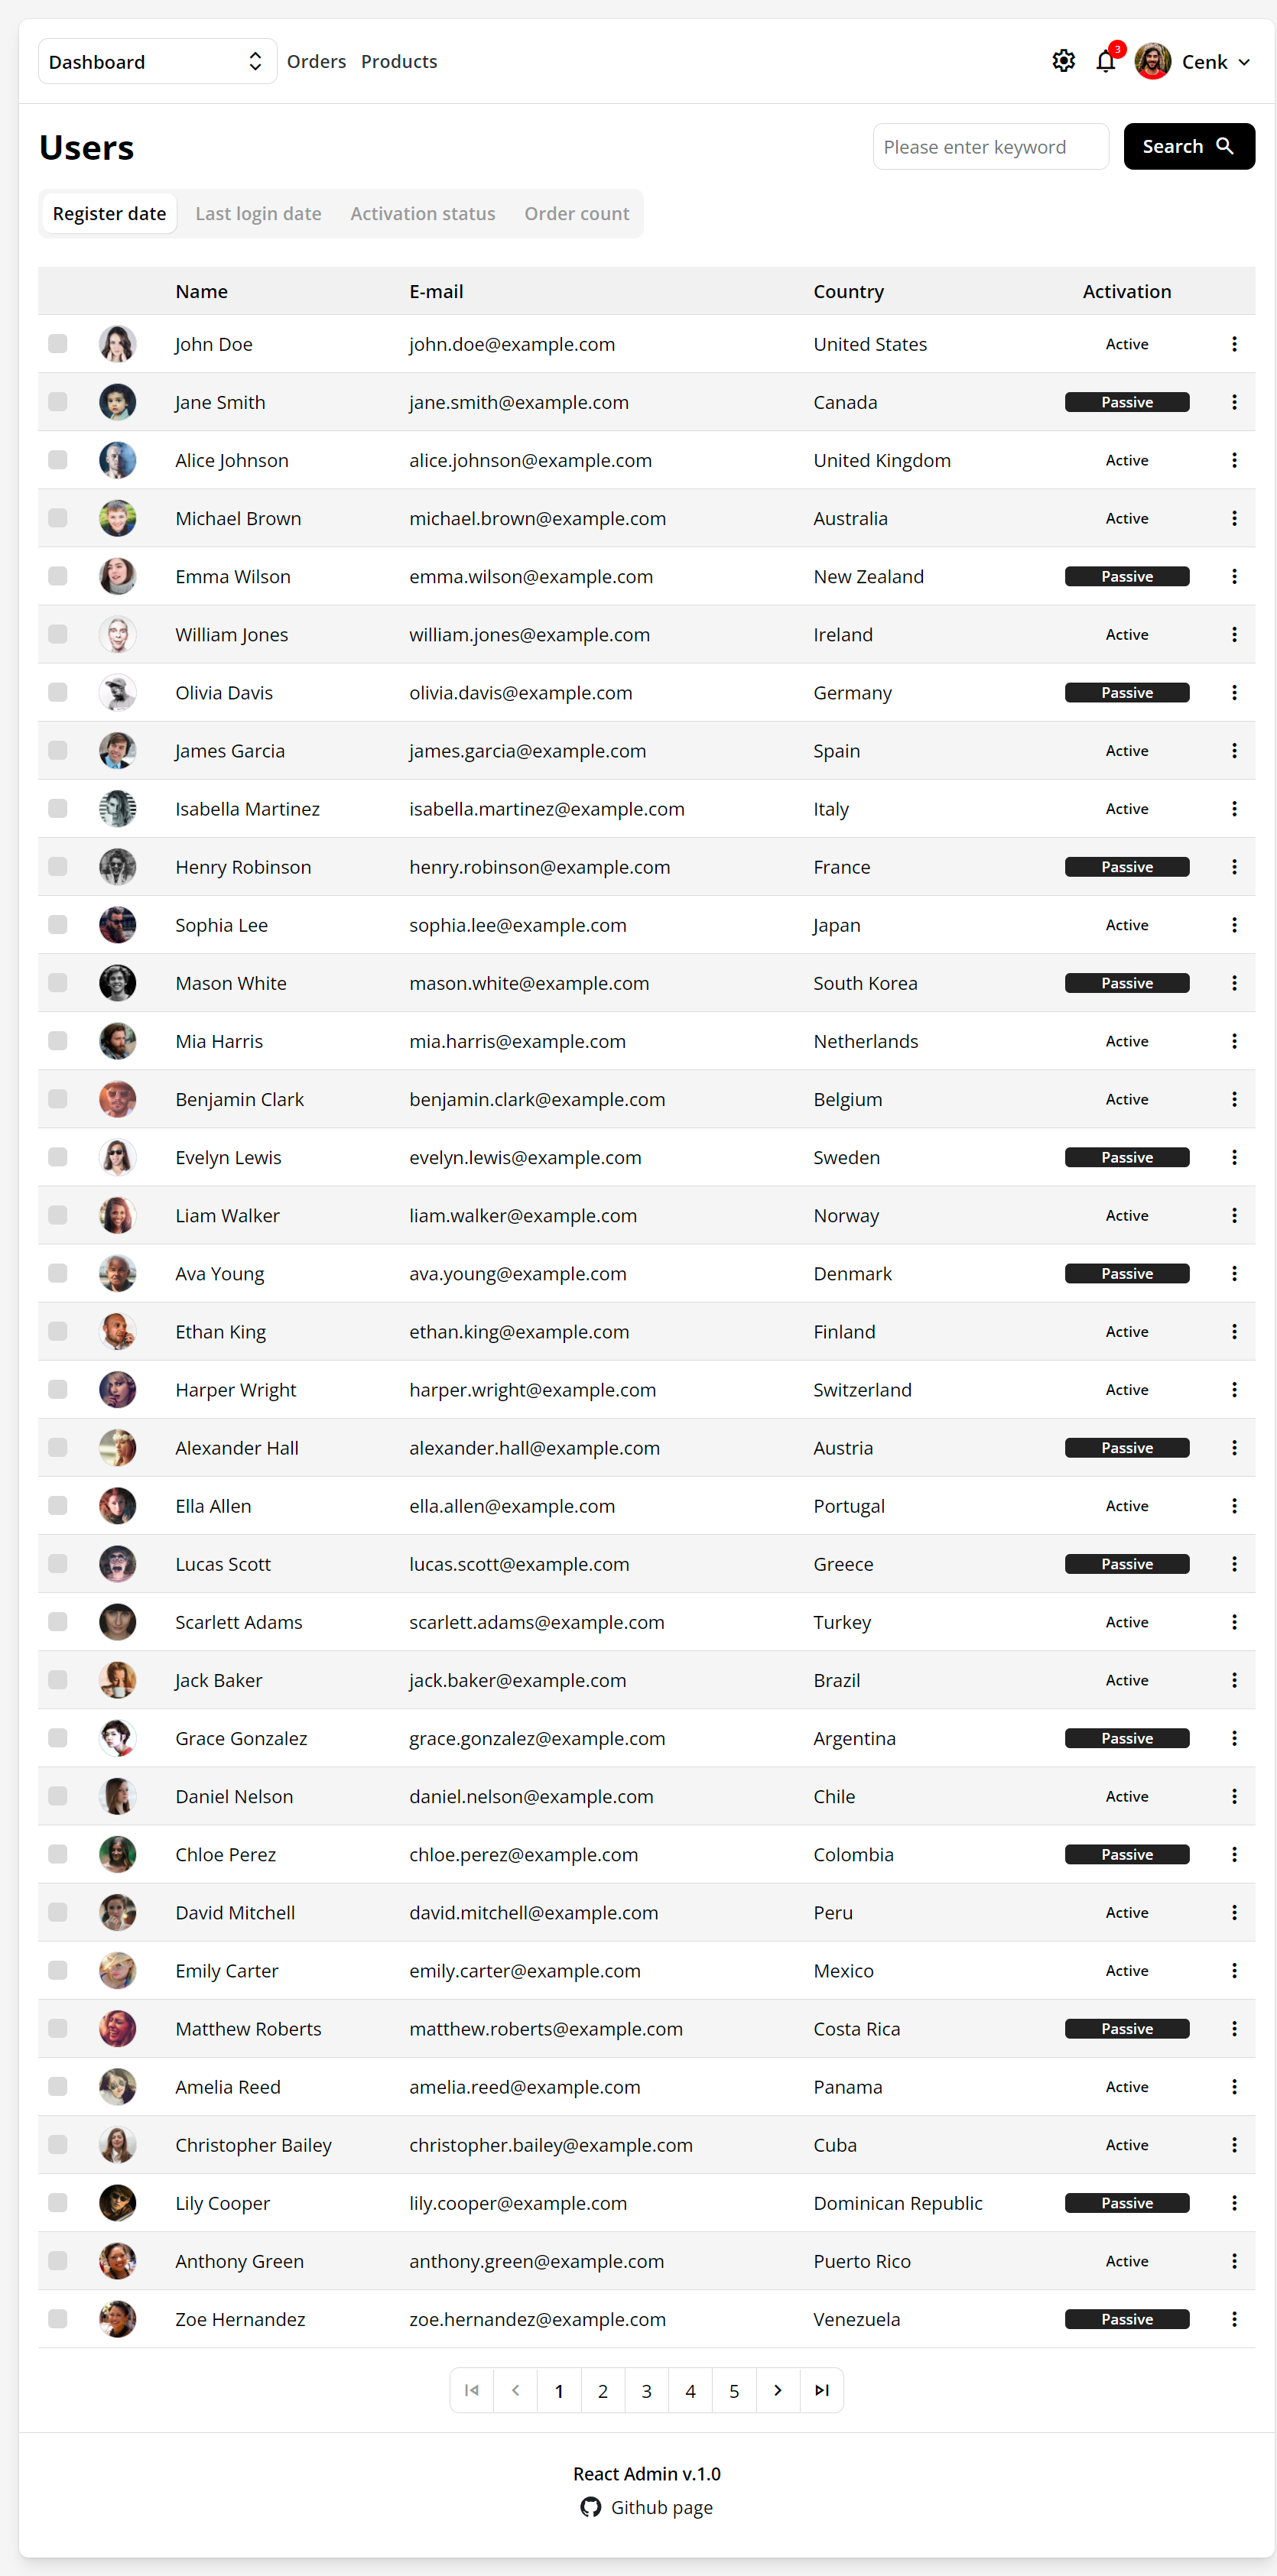 Dashboard Orders Products 3 Cenk
Users Please enter keyword Search
Register date Last login date Activation status Order count
Name E-mail Country Activation
John Doe john.doe@example.com United States Active
Jane Smith jane.smith@example.com Canada Passive
Alice Johnson alice.johnson@example.com United Kingdom Active
Michael Brown michael.brown@example.com Australia Active
Emma Wilson emma.wilson@example.com New Zealand Passive
William Jones william.jones@example.com Ireland Active
Olivia Davis olivia.davis@example.com Germany Passive
James Garcia james.garcia@example.com Spain Active
Isabella Martinez isabella.martinez@example.com Italy Active
Henry Robinson henry.robinson@example.com France Passive
Sophia Lee sophia.lee@example.com Japan Active
Mason White mason.white@example.com South Korea Passive
Mia Harris mia.harris@example.com Netherlands Active
Benjamin Clark benjamin.clark@example.com Belgium Active
Evelyn Lewis evelyn.lewis@example.com Sweden Passive
Liam Walker liam.walker@example.com Norway Active
Ava Young ava.young@example.com Denmark Passive
Ethan King ethan.king@example.com Finland Active
Harper Wright harper.wright@example.com Switzerland Active
Alexander Hall alexander.hall@example.com Austria Passive
Ella Allen ella.allen@example.com Portugal Active
Lucas Scott lucas.scott@example.com Greece Passive
Scarlett Adams scarlett.adams@example.com Turkey Active
Jack Baker jack.baker@example.com Brazil Active
Grace Gonzalez grace.gonzalez@example.com Argentina Passive
Daniel Nelson daniel.nelson@example.com Chile Active
Chloe Perez chloe.perez@example.com Colombia Passive
David Mitchell david.mitchell@example.com Peru Active
Emily Carter emily.carter@example.com Mexico Active
Matthew Roberts matthew.roberts@example.com Costa Rica Passive
Amelia Reed amelia.reed@example.com Panama Active
Christopher Bailey christopher.bailey@example.com Cuba Active
Lily Cooper lily.cooper@example.com Dominican Republic Passive
Anthony Green anthony.green@example.com Puerto Rico Active
Zoe Hernandez zoe.hernandez@example.com Venezuela Passive
1 2 3 4 5
React Admin v.1.0
Github page